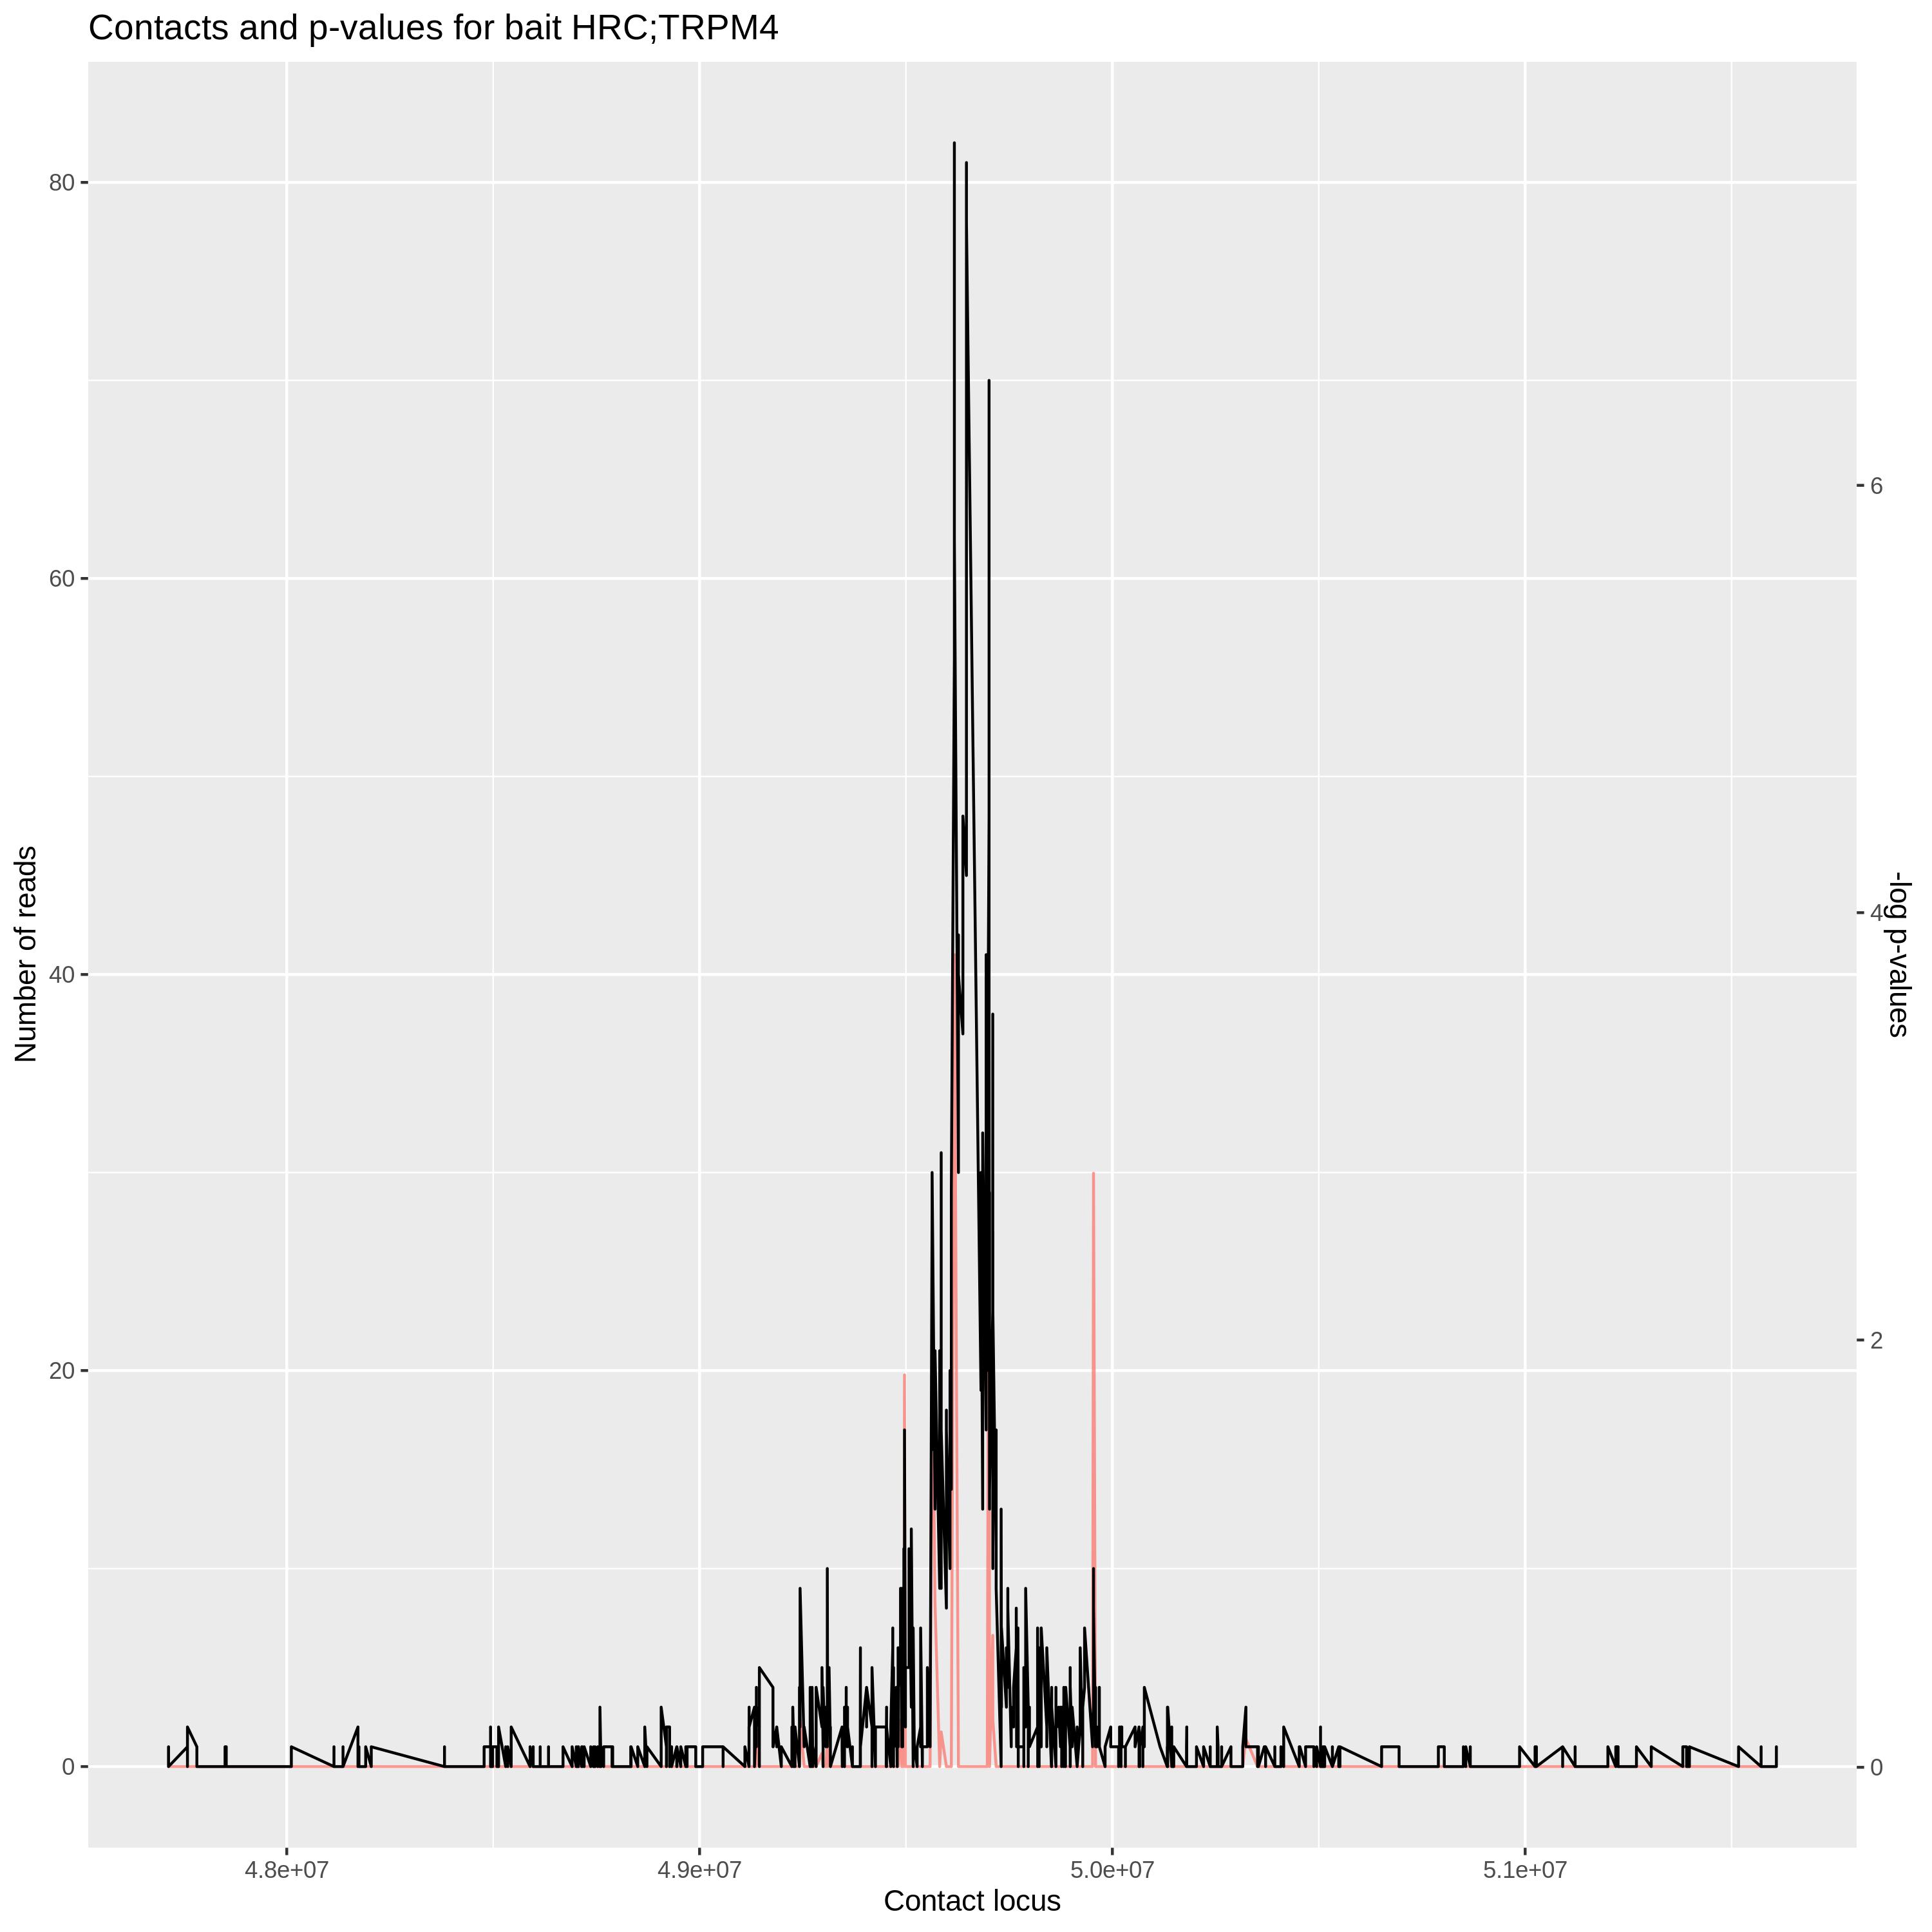 Contacts and p-values for bait HRC;TRPM4
80
60
40
20
0
Number of reads
6
4
2
0
-log p-values
4.8e+07 4.9e+07 5.0e+07 5.1e+07
Contact locus